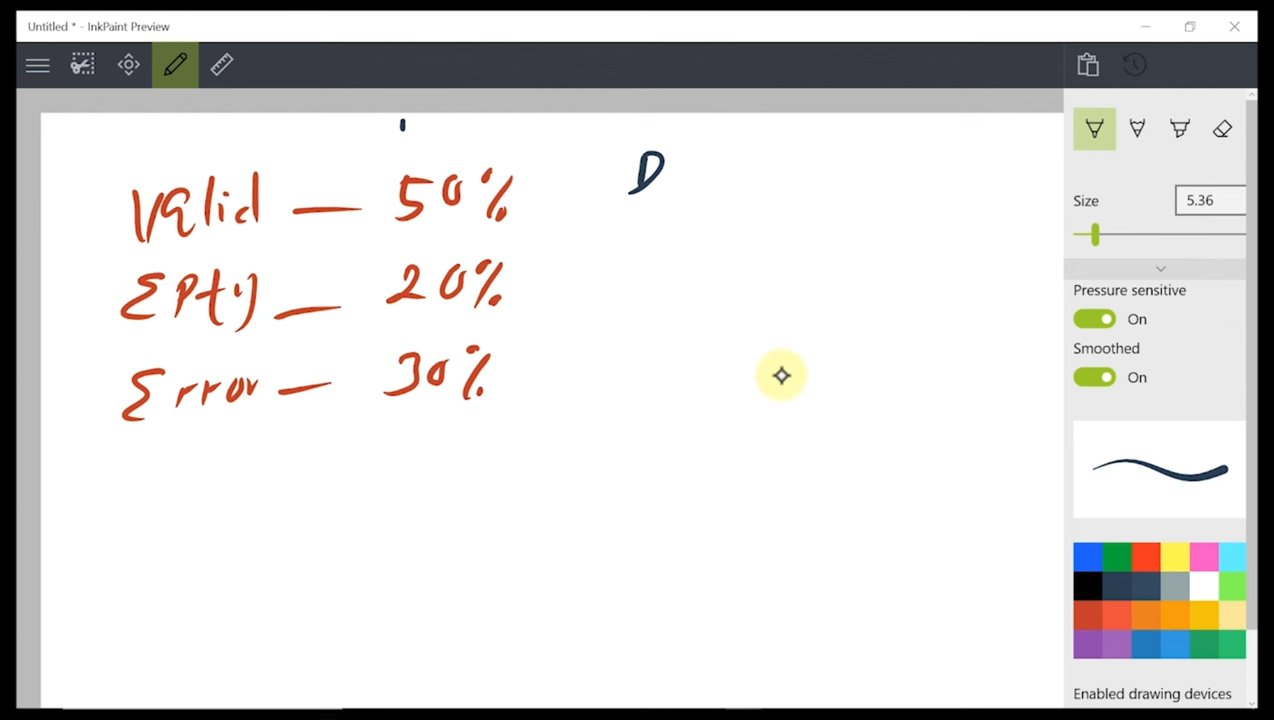 Untitled * - InkPaint Preview
Valid — 50% D
Size 5.36
Epty — 20%
Pressure sensitive
On
Smoothed
Error — 30%
On
Enabled drawing devices